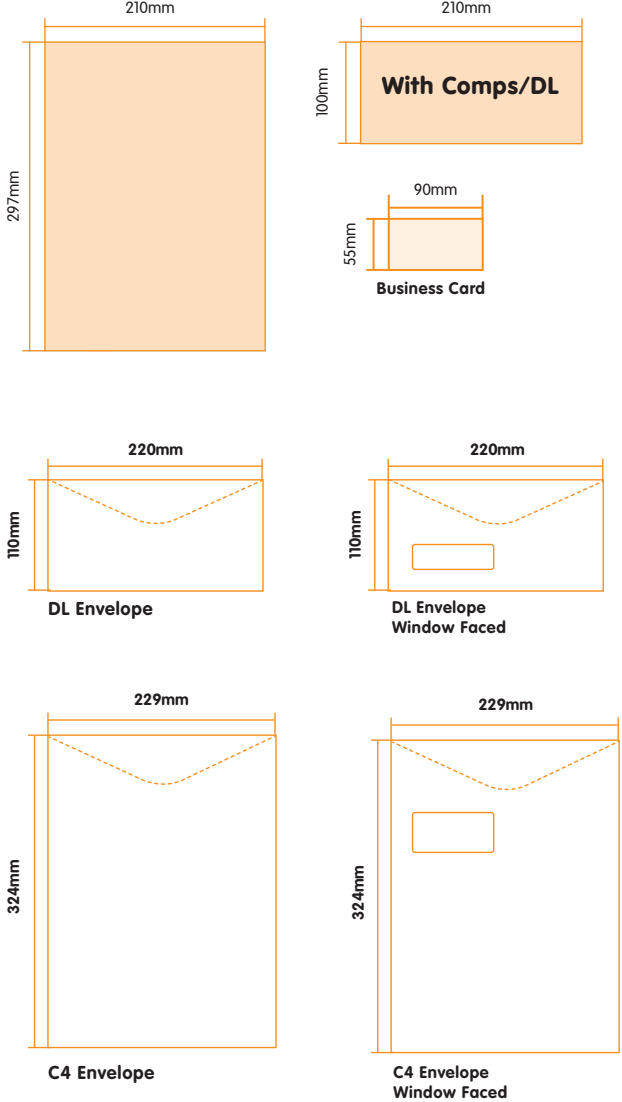 210mm
297mm
210mm
100mm
With Comps/DL
90mm
55mm
Business Card
220mm
110mm
DL Envelope
220mm
110mm
DL Envelope
Window Faced
229mm
324mm
C4 Envelope
229mm
324mm
C4 Envelope
Window Faced